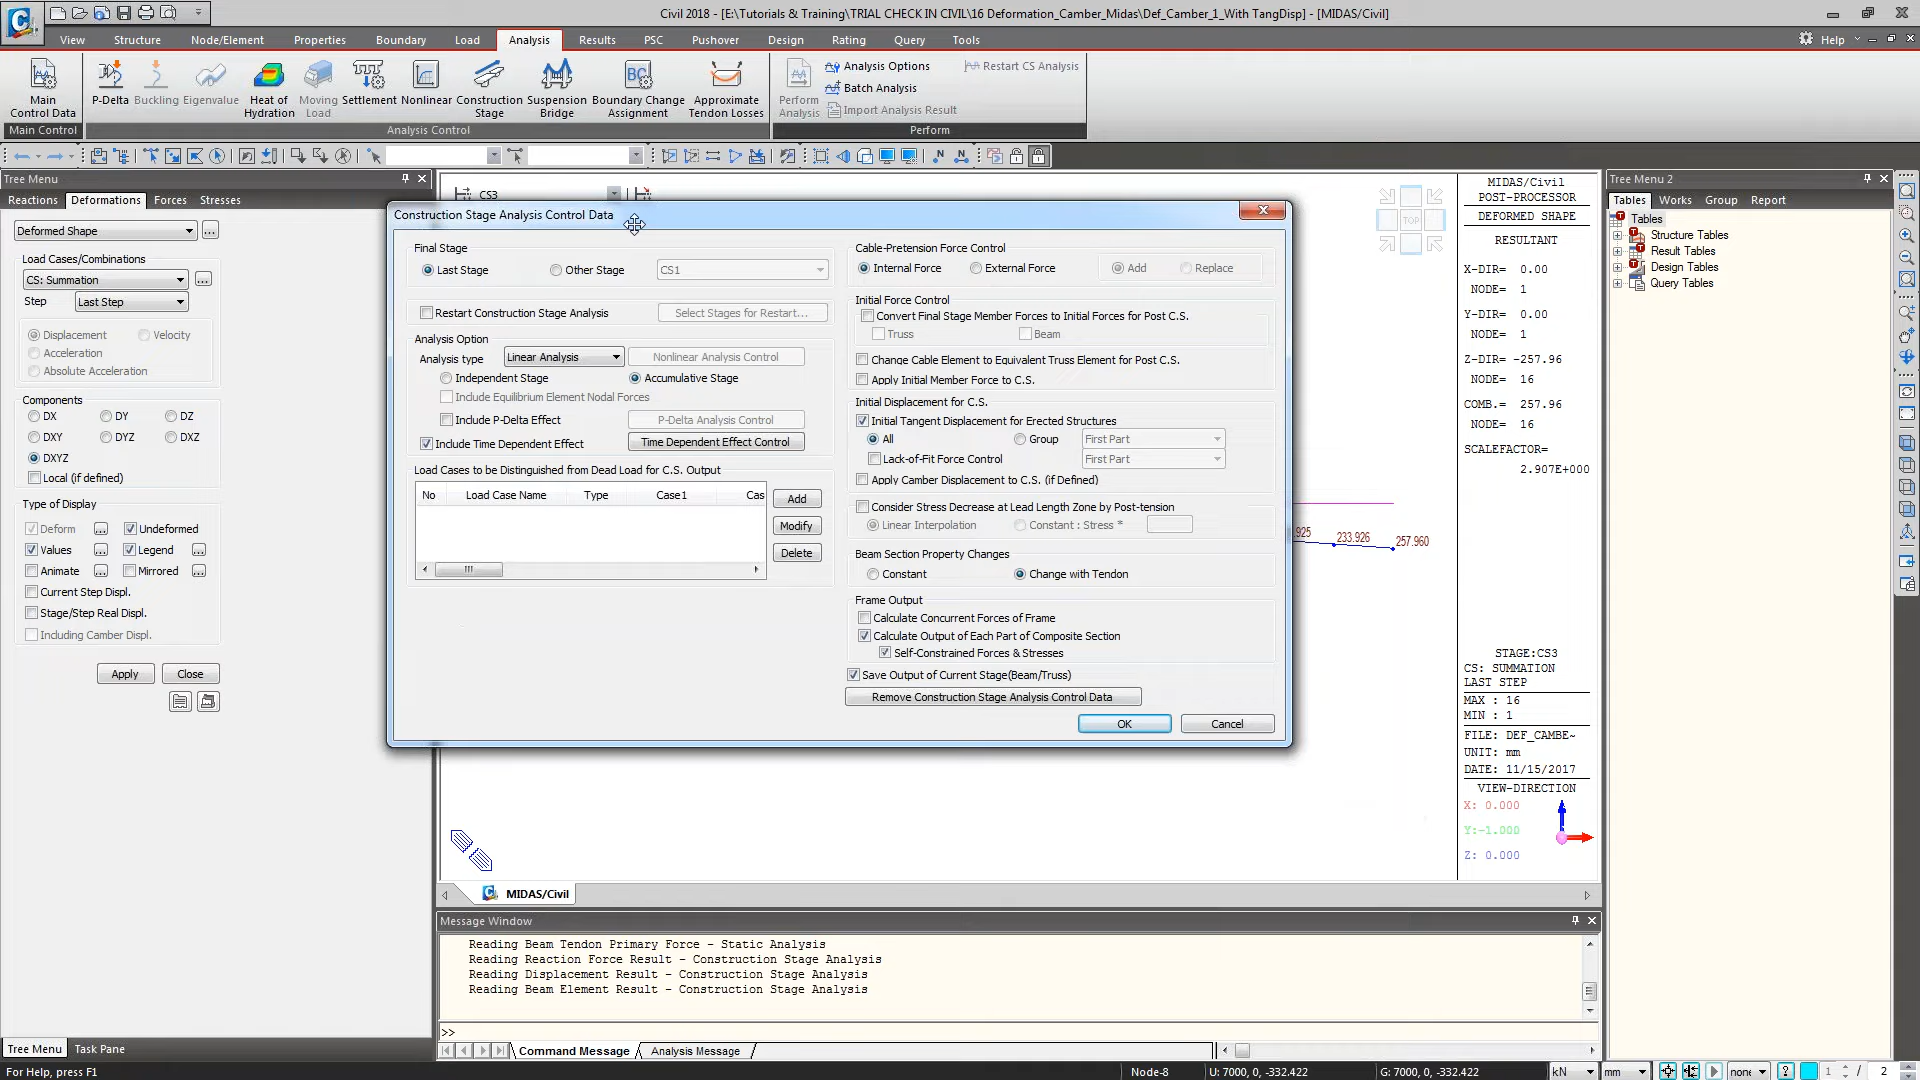 Civil 2018 - [E:\Tutorials & Training\TRIAL CHECK IN CIVIL\16 Deformation_Camber_Midas\Def_Camber_1_With TangDisp] - [MIDAS/Civil]
View Structure Node/Element Properties Boundary Load Analysis Results PSC Pushover Design Rating Query Tools Help
Main Control Data
P-Delta Buckling Eigenvalue
Heat of Hydration
Moving Load
Settlement Nonlinear
Construction Stage
Suspension Bridge
Boundary Change Assignment
Approximate Tendon Losses
Perform Analysis
Analysis Options
Batch Analysis
Import Analysis Result
Restart CS Analysis
Main Control Analysis Control Perform
Tree Menu
Reactions Deformations Forces Stresses
Deformed Shape ...
Load Cases/Combinations
CS: Summation ...
Step Last Step
Displacement Velocity
Acceleration
Absolute Acceleration
Components
DX DY DZ
DXY DYZ DXZ
DXYZ
Local (if defined)
Type of Display
Deform ... Undeformed
Values ... Legend ...
Animate ... Mirrored ...
Current Step Displ.
Stage/Step Real Displ.
Including Camber Displ.
Apply Close
Tree Menu Task Pane
CS3
Construction Stage Analysis Control Data
Final Stage
Last Stage Other Stage CS1
Restart Construction Stage Analysis Select Stages for Restart...
Analysis Option
Analysis type Linear Analysis Nonlinear Analysis Control
Independent Stage Accumulative Stage
Include Equilibrium Element Nodal Forces
Include P-Delta Effect P-Delta Analysis Control
Include Time Dependent Effect Time Dependent Effect Control
Load Cases to be Distinguished from Dead Load for C.S. Output
No Load Case Name Type Case1 Cas
Add
Modify
Delete
Cable-Pretension Force Control
Internal Force External Force Add Replace
Initial Force Control
Convert Final Stage Member Forces to Initial Forces for Post C.S.
Truss Beam
Change Cable Element to Equivalent Truss Element for Post C.S.
Apply Initial Member Force to C.S.
Initial Displacement for C.S.
Initial Tangent Displacement for Erected Structures
All Group First Part
Lack-of-Fit Force Control First Part
Apply Camber Displacement to C.S. (if Defined)
Consider Stress Decrease at Lead Length Zone by Post-tension
Linear Interpolation Constant : Stress *
Beam Section Property Changes
Constant Change with Tendon
Frame Output
Calculate Concurrent Forces of Frame
Calculate Output of Each Part of Composite Section
Self-Constrained Forces & Stresses
Save Output of Current Stage(Beam/Truss)
Remove Construction Stage Analysis Control Data
OK Cancel
TOP
925 233.926 257.960
MIDAS/Civil
POST-PROCESSOR
DEFORMED SHAPE
RESULTANT
X-DIR= 0.00
NODE= 1
Y-DIR= 0.00
NODE= 1
Z-DIR= -257.96
NODE= 16
COMB.= 257.96
NODE= 16
SCALEFACTOR=
2.907E+000
STAGE:CS3
CS: SUMMATION
LAST STEP
MAX : 16
MIN : 1
FILE: DEF_CAMBE~
UNIT: mm
DATE: 11/15/2017
VIEW-DIRECTION
X: 0.000
Y:-1.000
Z: 0.000
Tree Menu 2
Tables Works Group Report
Tables
Structure Tables
Result Tables
Design Tables
Query Tables
MIDAS/Civil
Message Window
Reading Beam Tendon Primary Force - Static Analysis
Reading Reaction Force Result - Construction Stage Analysis
Reading Displacement Result - Construction Stage Analysis
Reading Beam Element Result - Construction Stage Analysis
>>
Command Message Analysis Message
For Help, press F1 Node-8 U: 7000, 0, -332.422 G: 7000, 0, -332.422 kN mm none ? 1 / 2